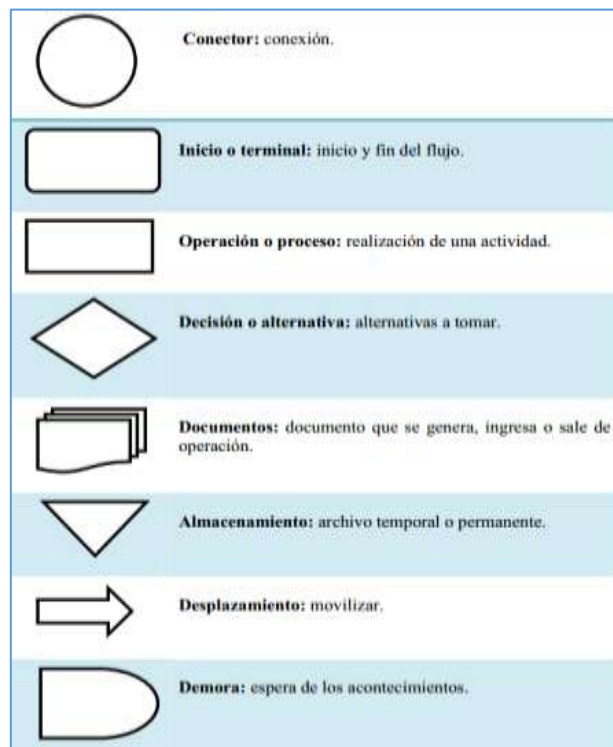 Conector: conexión.
Inicio o terminal: inicio y fin del flujo.
Operación o proceso: realización de una actividad.
Decisión o alternativa: alternativas a tomar.
Documentos: documento que se genera, ingresa o sale de
operación.
Almacenamiento: archivo temporal o permanente.
Desplazamiento: movilizar.
Demora: espera de los acontecimientos.